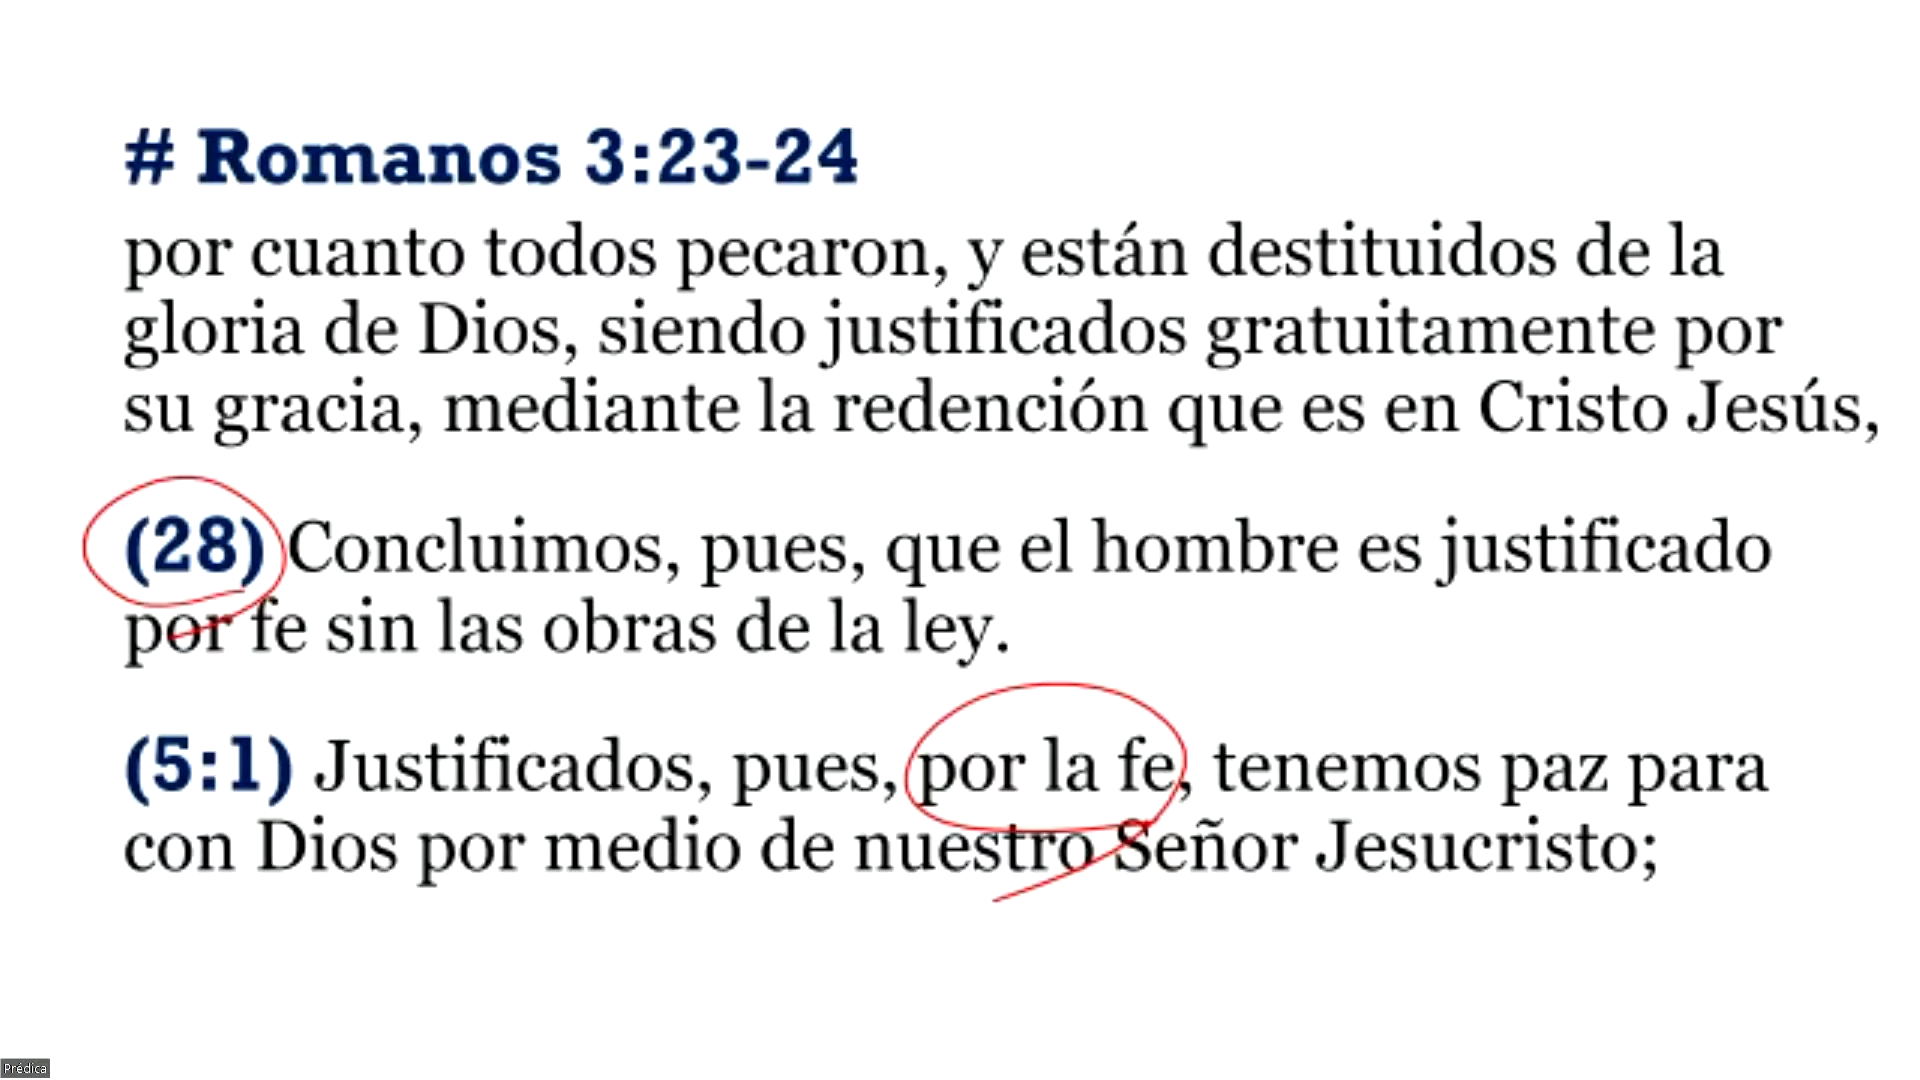 # Romanos 3:23-24
por cuanto todos pecaron, y están destituidos de la
gloria de Dios, siendo justificados gratuitamente por
su gracia, mediante la redención que es en Cristo Jesús,
(28) Concluimos, pues, que el hombre es justificado
por fe sin las obras de la ley.
(5:1) Justificados, pues, por la fe, tenemos paz para
con Dios por medio de nuestro Señor Jesucristo;
Prédica